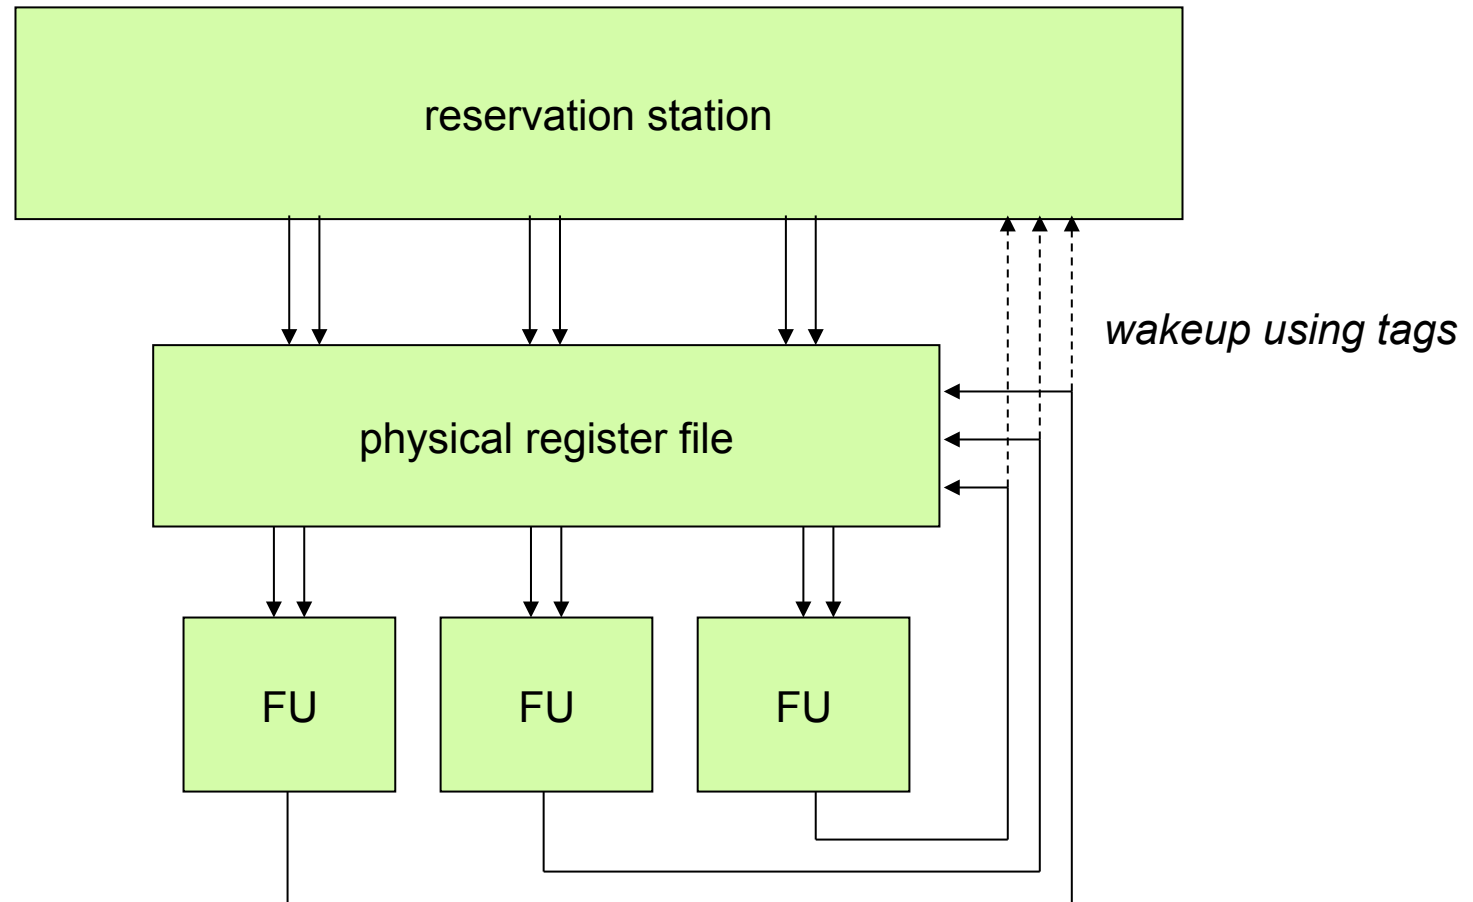 reservation station
wakeup using tags
physical register file
FU
FU
FU